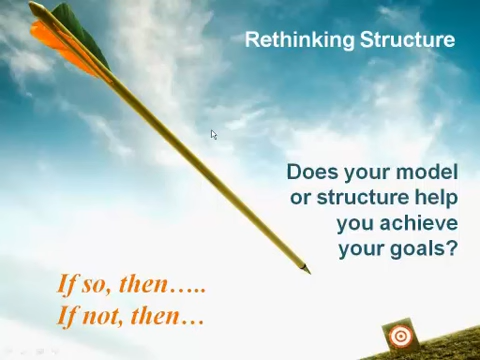 Rethinking Structure
Does your model
or structure help
you achieve
your goals?
If so, then…..
If not, then…